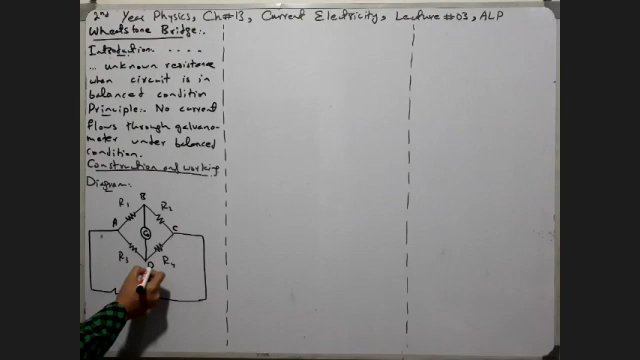 2nd Year Physics, Ch#13, Current Electricity, Lecture #03, ALP
Wheatstone Bridge:.
Introduction: ....
... unknown resistance
when circuit is in
balanced condition
Principle:. No current
flows through galvano-
meter under balanced
condition.
Construction and working
Diagram:
B
R1 R2
A G C
R3 R4
D